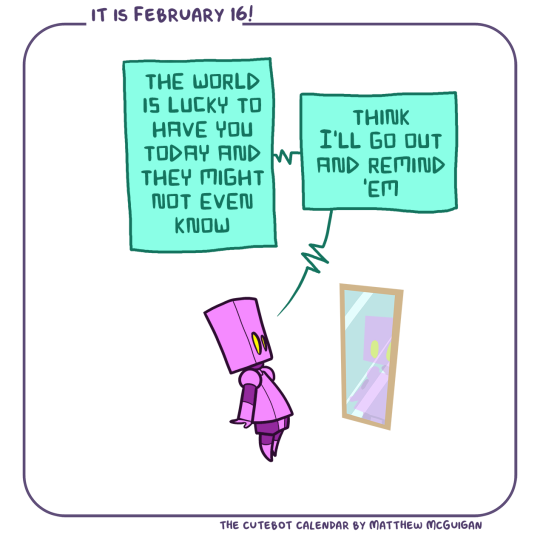 IT IS FEBRUARY 16!
THE WORLD
IS LUCKY TO
HAVE YOU
TODAY AND
THEY MIGHT
NOT EVEN
KNOW
THINK
I'LL GO OUT
AND REMIND
'EM
THE CUTEBOT CALENDAR BY MATTHEW MCGUIGAN